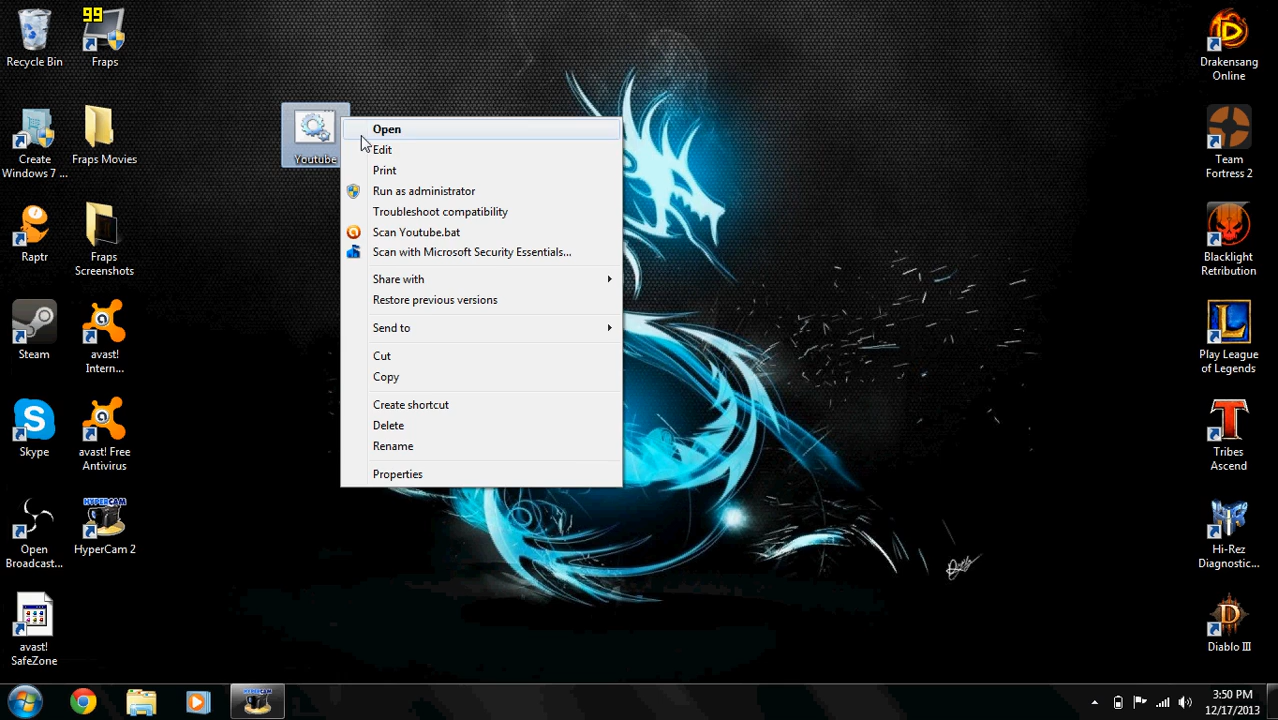 99
Recycle Bin
Fraps
Create
Windows 7 ...
Fraps Movies
Raptr
Fraps
Screenshots
Steam
avast!
Intern...
Skype
avast! Free
Antivirus
Open
Broadcast...
HYPERCAM
HyperCam 2
avast!
SafeZone
Youtube
Open
Edit
Print
Run as administrator
Troubleshoot compatibility
Scan Youtube.bat
Scan with Microsoft Security Essentials...
Share with
Restore previous versions
Send to
Cut
Copy
Create shortcut
Delete
Rename
Properties
Drakensang
Online
Team
Fortress 2
Blacklight
Retribution
Play League
of Legends
Tribes
Ascend
Hi-Rez
Diagnostic...
Diablo III
HYPERCAM
3:50 PM
12/17/2013